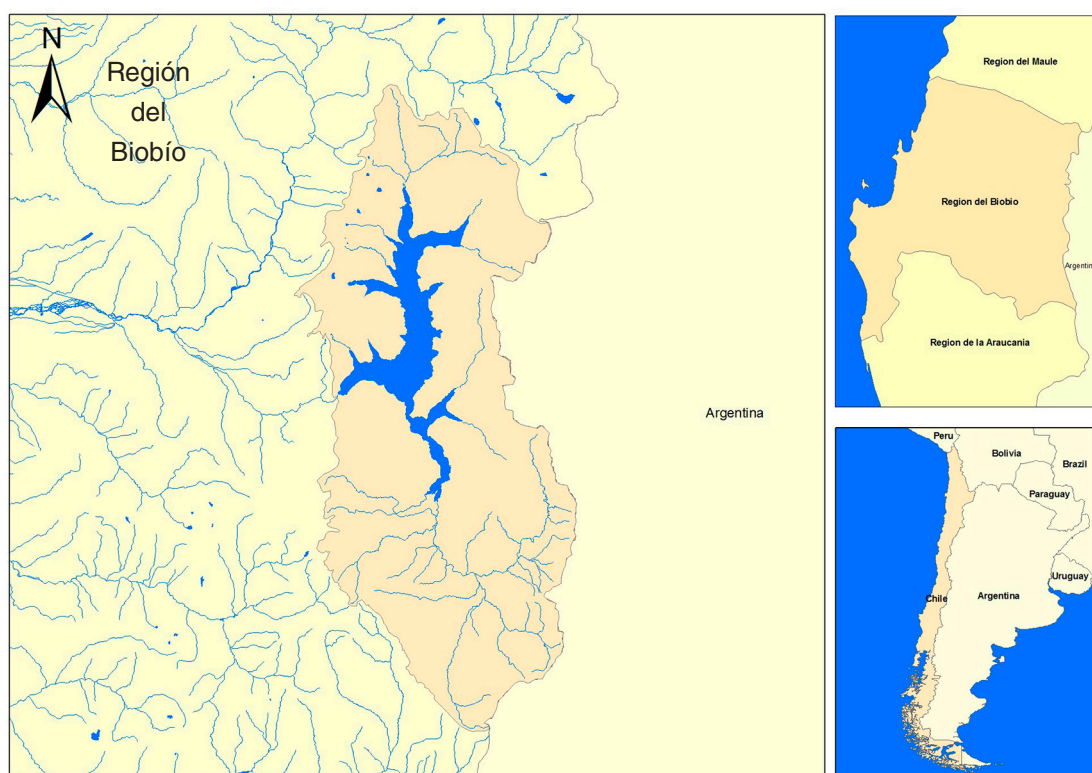 N
Región
del
Biobío
Argentina
Region del Maule
Region del Biobio
Argentin
Region de la Araucania
Peru
Bolivia
Brazil
Paraguay
Uruguay
Chile
Argentina